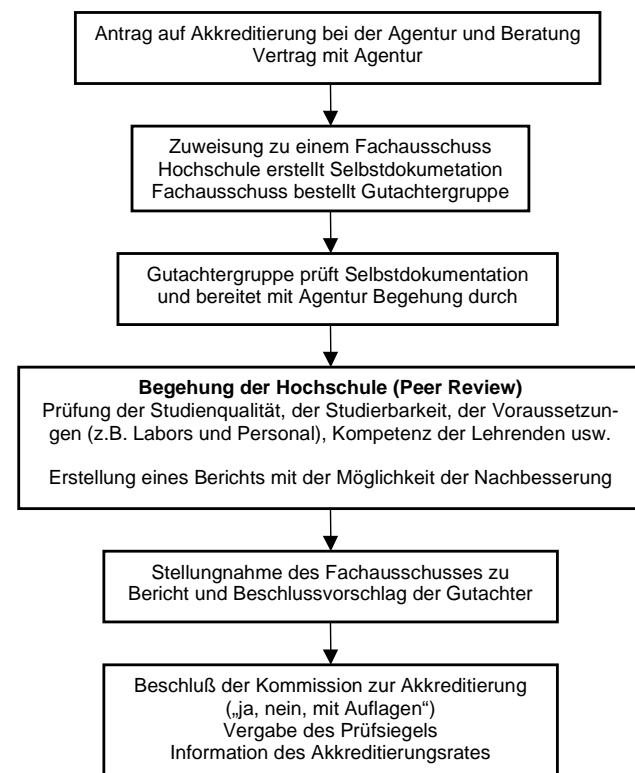 Antrag auf Akkreditierung bei der Agentur und Beratung
Vertrag mit Agentur
Zuweisung zu einem Fachausschuss
Hochschule erstellt Selbstdokumetation
Fachausschuss bestellt Gutachtergruppe
Gutachtergruppe prüft Selbstdokumentation
und bereitet mit Agentur Begehung durch
Begehung der Hochschule (Peer Review)
Prüfung der Studienqualität, der Studierbarkeit, der Voraussetzun-
gen (z.B. Labors und Personal), Kompetenz der Lehrenden usw.
Erstellung eines Berichts mit der Möglichkeit der Nachbesserung
Stellungnahme des Fachausschusses zu
Bericht und Beschlussvorschlag der Gutachter
Beschluß der Kommission zur Akkreditierung
(„ja, nein, mit Auflagen“)
Vergabe des Prüfsiegels
Information des Akkreditierungsrates